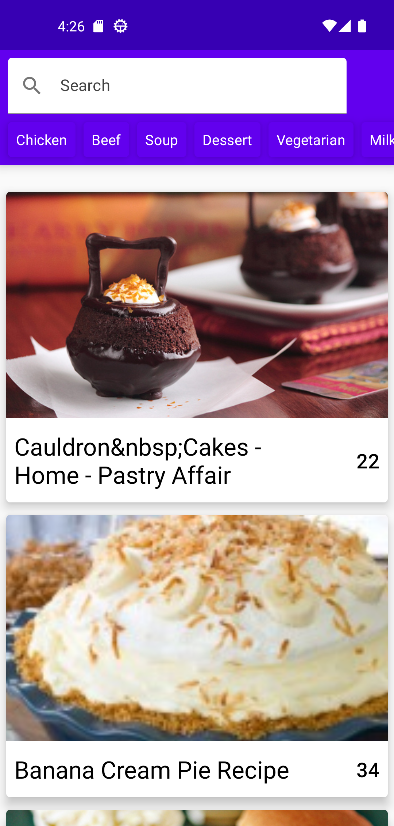 4:26
Search
Chicken Beef Soup Dessert Vegetarian Milk
Cauldron&nbsp;Cakes -
Home - Pastry Affair
22
Banana Cream Pie Recipe 34